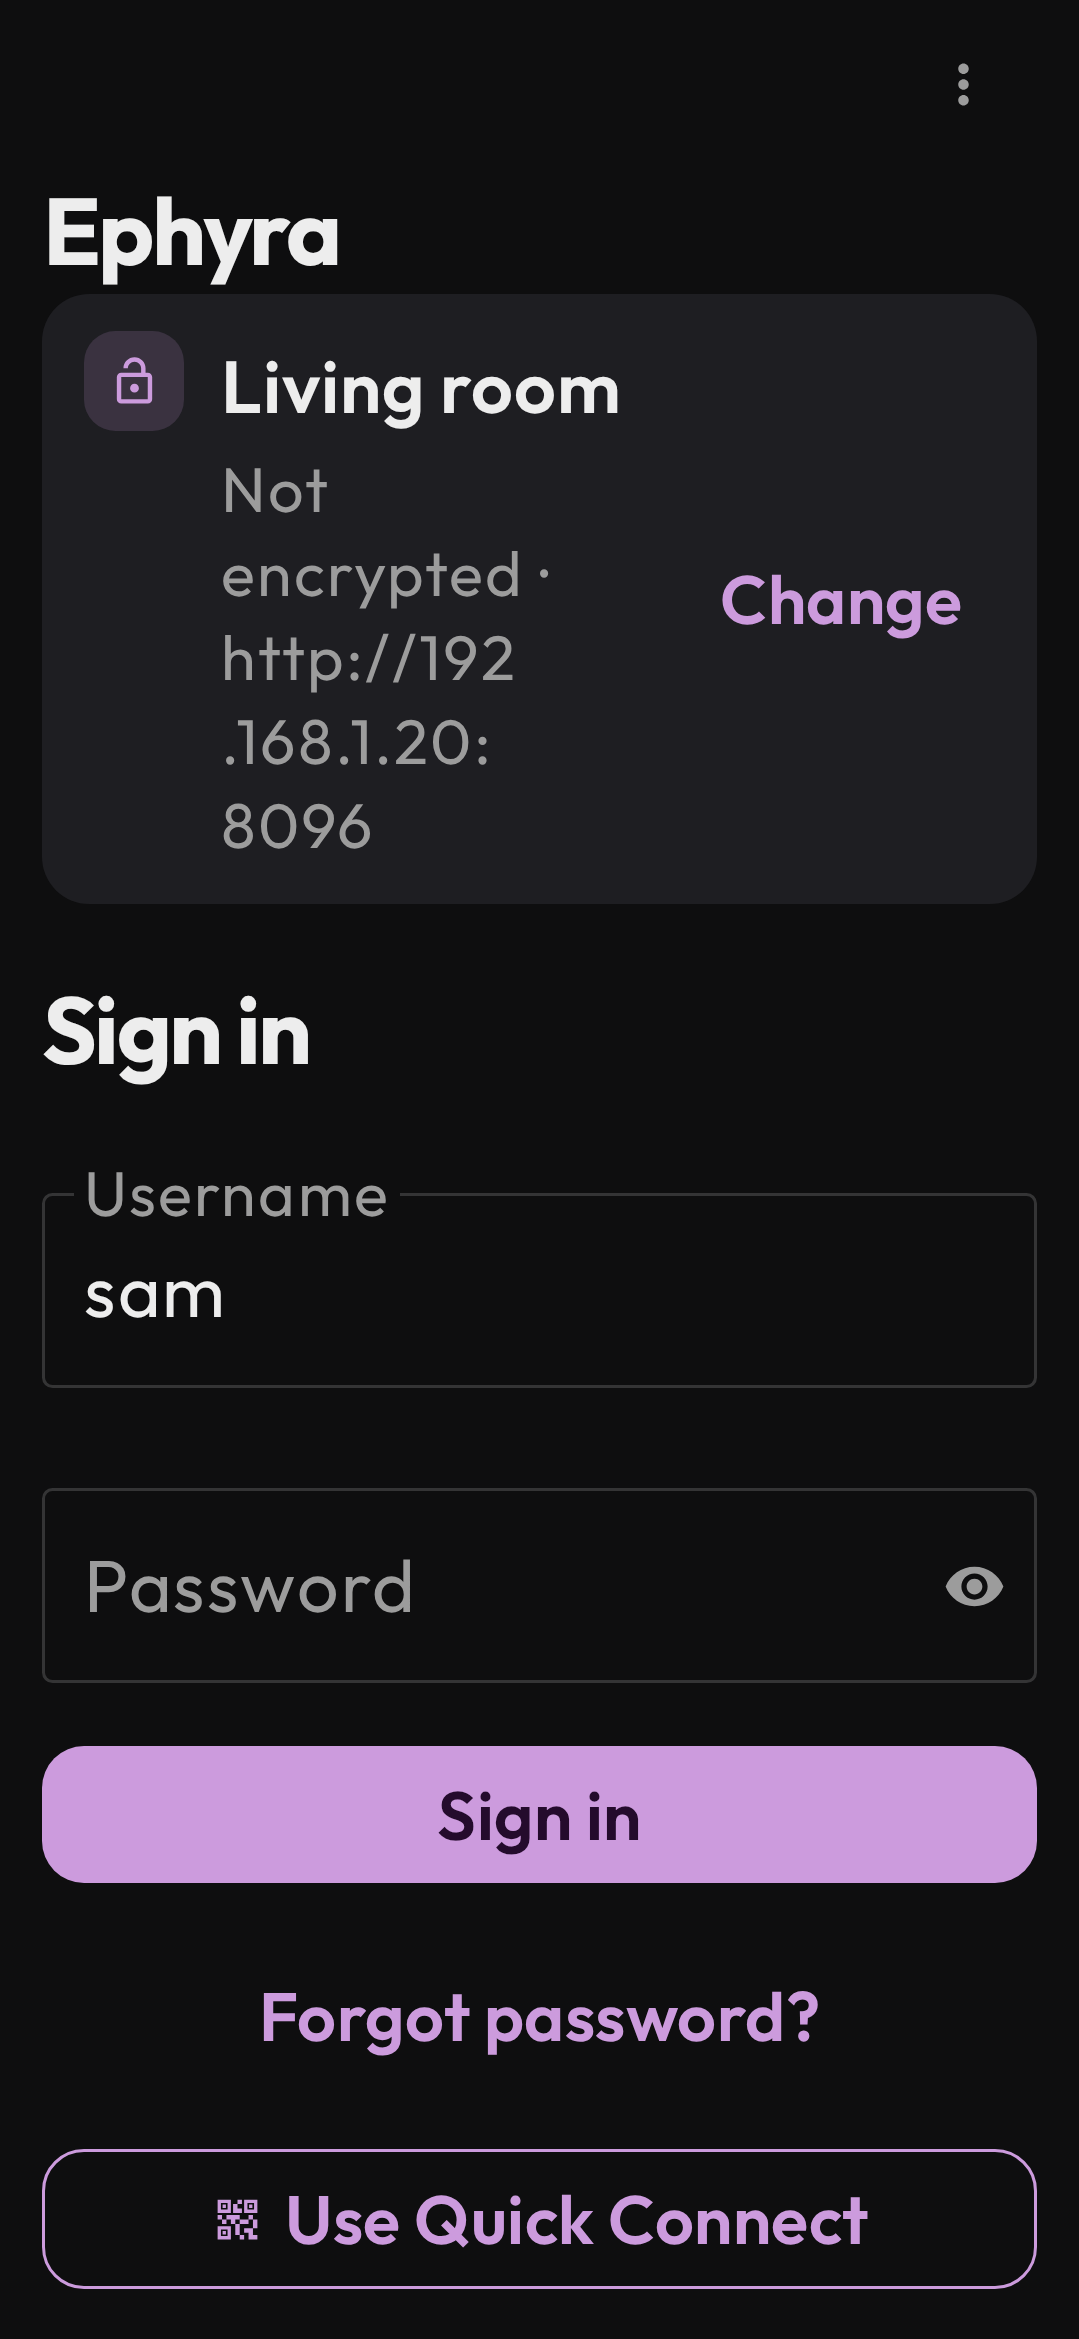 Ephyra
Living room
Not
encrypted ·
http://192
.168.1.20:
8096
Change
Sign in
Username
sam
Password
Sign in
Forgot password?
Use Quick Connect